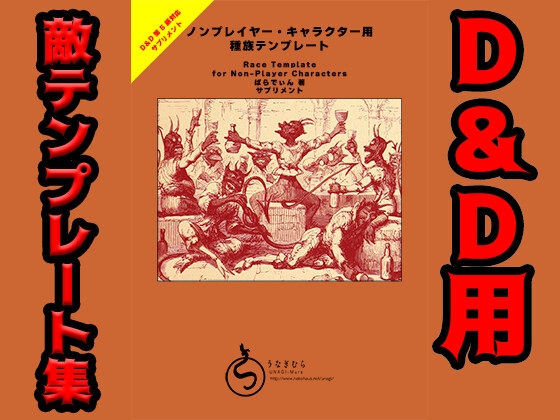 敵テンプレート集
D&D用
D&D第5版対応
サプリメント
ノンプレイヤー・キャラクター用
種族テンプレート
Race Template
for Non-Player Characters
ぱらでぃん 著
サプリメント
うなぎむら
UNAGI-Mura